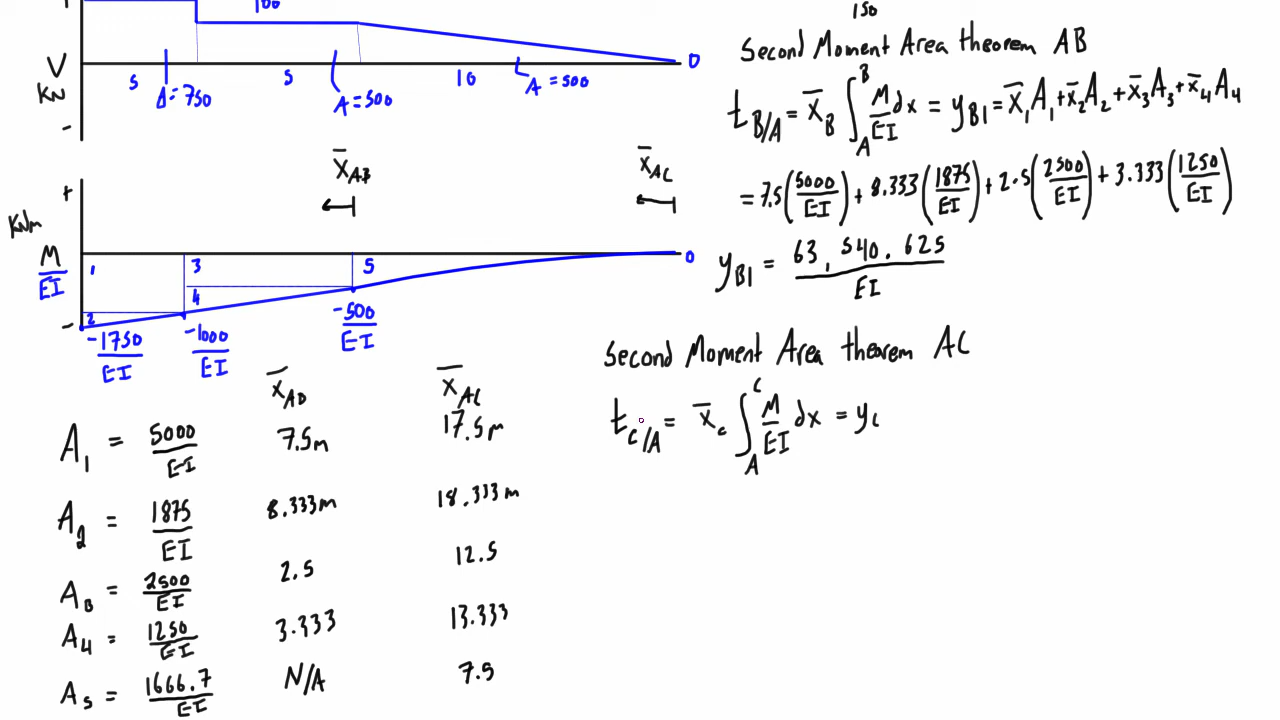 100
V
KN
+
-
5
5
10
A=750
A=500
A=500
0
X̄AB
X̄AC
KNm
+
M/EI
-
1
2
3
4
5
0
-1750/EI
-1000/EI
-500/EI
X̄AB
X̄AC
A1 = 5000/EI 7.5m 17.5m
A2 = 1875/EI 8.333m 18.333m
A3 = 2500/EI 2.5 12.5
A4 = 1250/EI 3.333 13.333
A5 = 1666.7/EI N/A 7.5
150
Second Moment Area theorem AB
tB/A = X̄B ∫AB M/EI dx = yB1 = X̄1A1+X̄2A2+X̄3A3+X̄4A4
= 7.5(5000/EI) + 8.333(1875/EI) + 2.5(2500/EI) + 3.333(1250/EI)
yB1 = 63,540.625/EI
Second Moment Area theorem AC
tC/A = X̄C ∫AC M/EI dx = yC